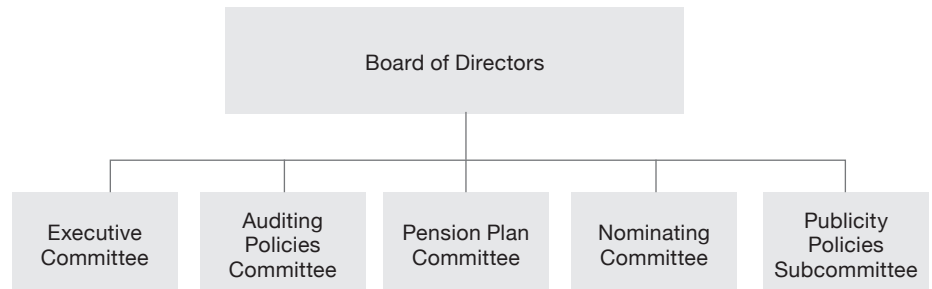 Board of Directors
Executive
Committee
Auditing
Policies
Committee
Pension Plan
Committee
Nominating
Committee
Publicity
Policies
Subcommittee